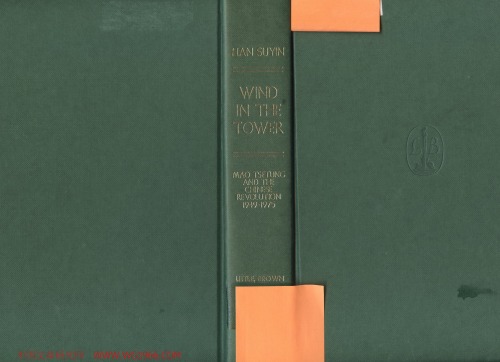 HAN SUYIN
WIND
IN THE
TOWER
MAO TSETUNG
AND THE
CHINESE
REVOLUTION
1949-1975
LITTLE, BROWN